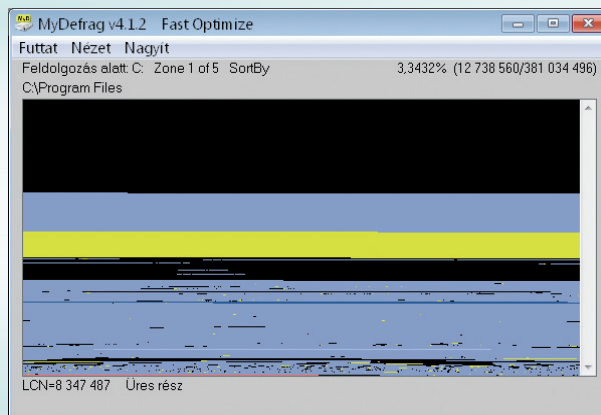 MyDefrag v4.1.2 Fast Optimize
Futtat Nézet Nagyít
Feldolgozás alatt: C: Zone 1 of 5 SortBy 3,3432% (12 738 560/381 034 496)
C:\Program Files
LCN=8 347 487 Üres rész